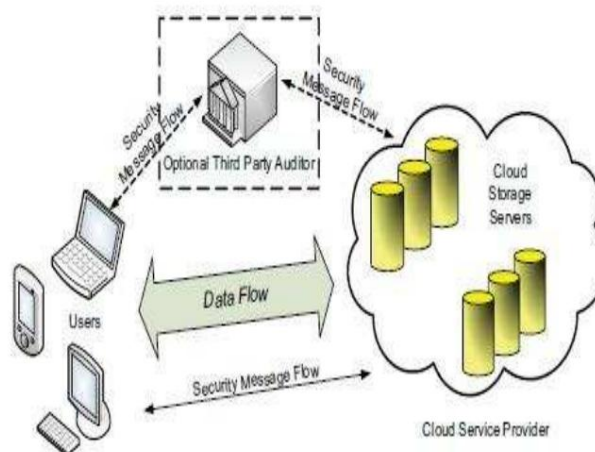 Security
Message Flow
Security
Message Flow
Optional Third Party Auditor
Cloud
Storage
Servers
Users
Data Flow
Security Message Flow
Cloud Service Provider